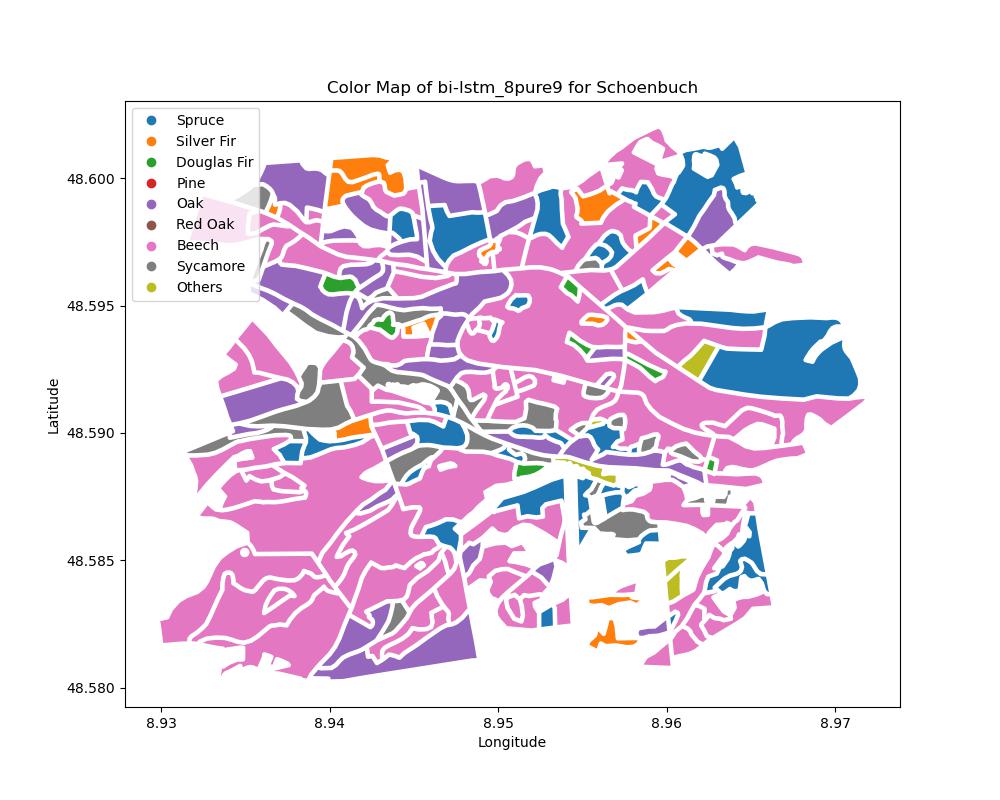 Color Map of bi-lstm_8pure9 for Schoenbuch
Spruce
Silver Fir
Douglas Fir
Pine
Oak
Red Oak
Beech
Sycamore
Others
48.600
48.595
48.590
48.585
48.580
Latitude
8.93 8.94 8.95 8.96 8.97
Longitude